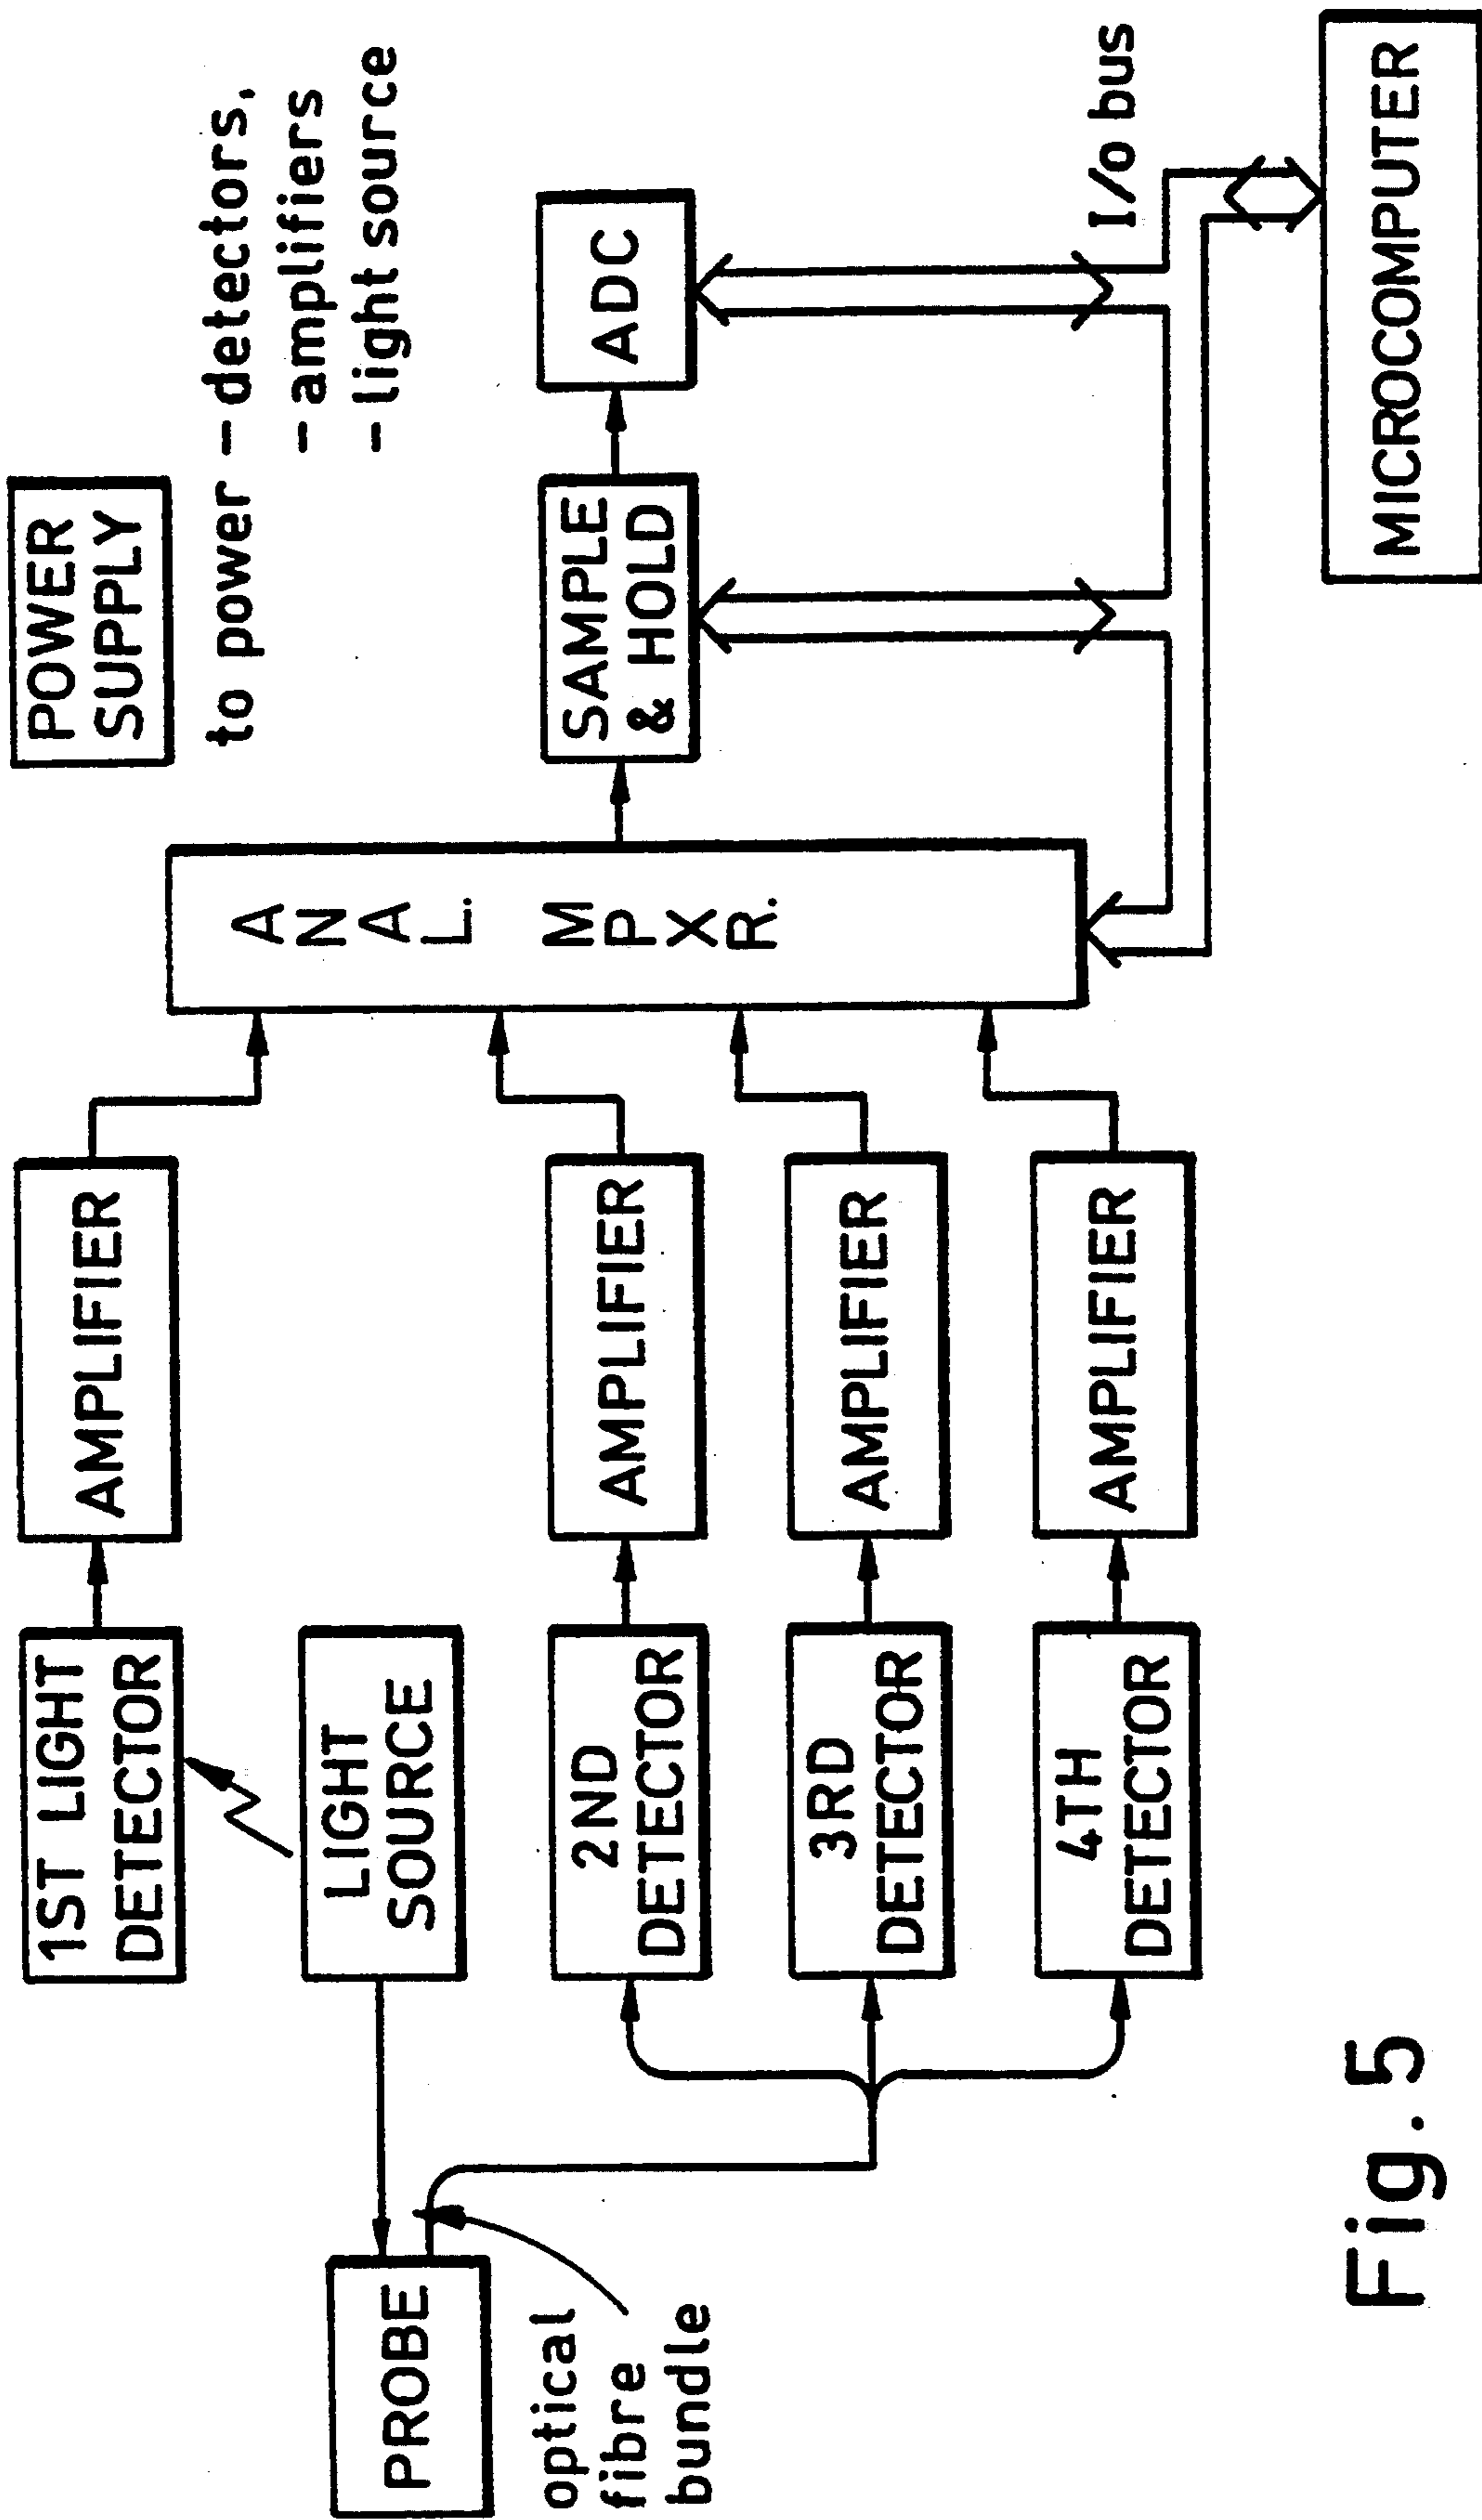 POWER
SUPPLY
to power - detectors,
- amplifiers
- light source
1ST LIGHT
DETECTOR
AMPLIFIER
LIGHT
SOURCE
PROBE
optical
fibre
bundle
2ND
DETECTOR
AMPLIFIER
3RD
DETECTOR
AMPLIFIER
4TH
DETECTOR
AMPLIFIER
ANAL. MPXR.
SAMPLE
& HOLD
ADC
I/o bus
MICROCOMPUTER
Fig. 5